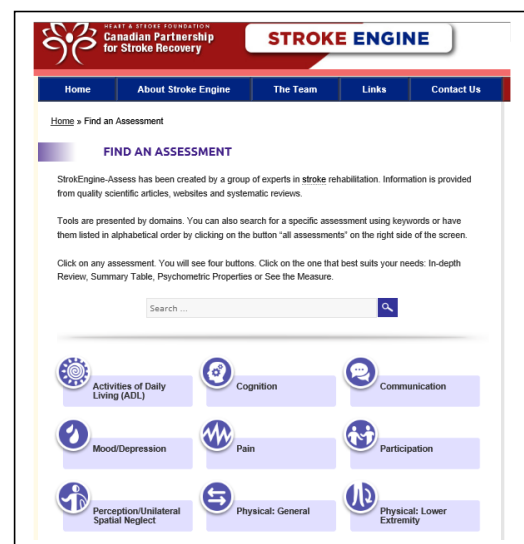 HEART & STROKE FOUNDATION
Canadian Partnership
for Stroke Recovery
STROKE ENGINE
Home About Stroke Engine The Team Links Contact Us
Home » Find an Assessment
FIND AN ASSESSMENT
StrokEngine-Assess has been created by a group of experts in stroke rehabilitation. Information is provided
from quality scientific articles, websites and systematic reviews.
Tools are presented by domains. You can also search for a specific assessment using keywords or have
them listed in alphabetical order by clicking on the button "all assessments" on the right side of the screen.
Click on any assessment. You will see four buttons. Click on the one that best suits your needs: In-depth
Review, Summary Table, Psychometric Properties or See the Measure.
Search ...
Activities of Daily
Living (ADL)
Cognition
Communication
Mood/Depression
Pain
Participation
Perception/Unilateral
Spatial Neglect
Physical: General
Physical: Lower
Extremity